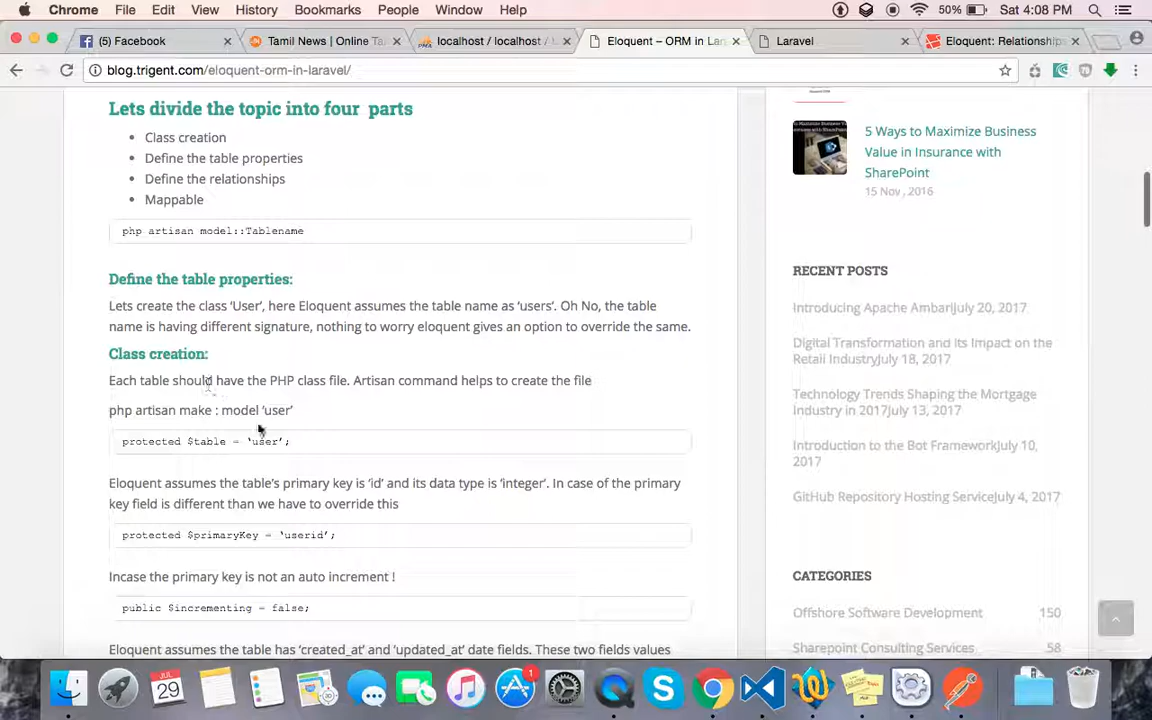 Chrome File Edit View History Bookmarks People Window Help 50% Sat 4:08 PM
(5) Facebook Tamil News | Online Ta localhost / localhost / Eloquent – ORM in Lar Laravel Eloquent: Relationships
blog.trigent.com/eloquent-orm-in-laravel/
Lets divide the topic into four parts
Class creation
Define the table properties
Define the relationships
Mappable
php artisan model::Tablename
Define the table properties:
Lets create the class ‘User’, here Eloquent assumes the table name as ‘users’. Oh No, the table
name is having different signature, nothing to worry eloquent gives an option to override the same.
Class creation:
Each table should have the PHP class file. Artisan command helps to create the file
php artisan make : model ‘user’
protected $table = ‘user’;
Eloquent assumes the table’s primary key is ‘id’ and its data type is ‘integer’. In case of the primary
key field is different than we have to override this
protected $primaryKey = ‘userid’;
Incase the primary key is not an auto increment !
public $incrementing = false;
Eloquent assumes the table has ‘created_at’ and ‘updated_at’ date fields. These two fields values
5 Ways to Maximize Business
Value in Insurance with
SharePoint
15 Nov , 2016
RECENT POSTS
Introducing Apache AmbariJuly 20, 2017
Digital Transformation and Its Impact on the
Retail IndustryJuly 18, 2017
Technology Trends Shaping the Mortgage
Industry in 2017July 13, 2017
Introduction to the Bot FrameworkJuly 10,
2017
GitHub Repository Hosting ServiceJuly 4, 2017
CATEGORIES
Offshore Software Development 150
Sharepoint Consulting Services 58
JUL
29
1